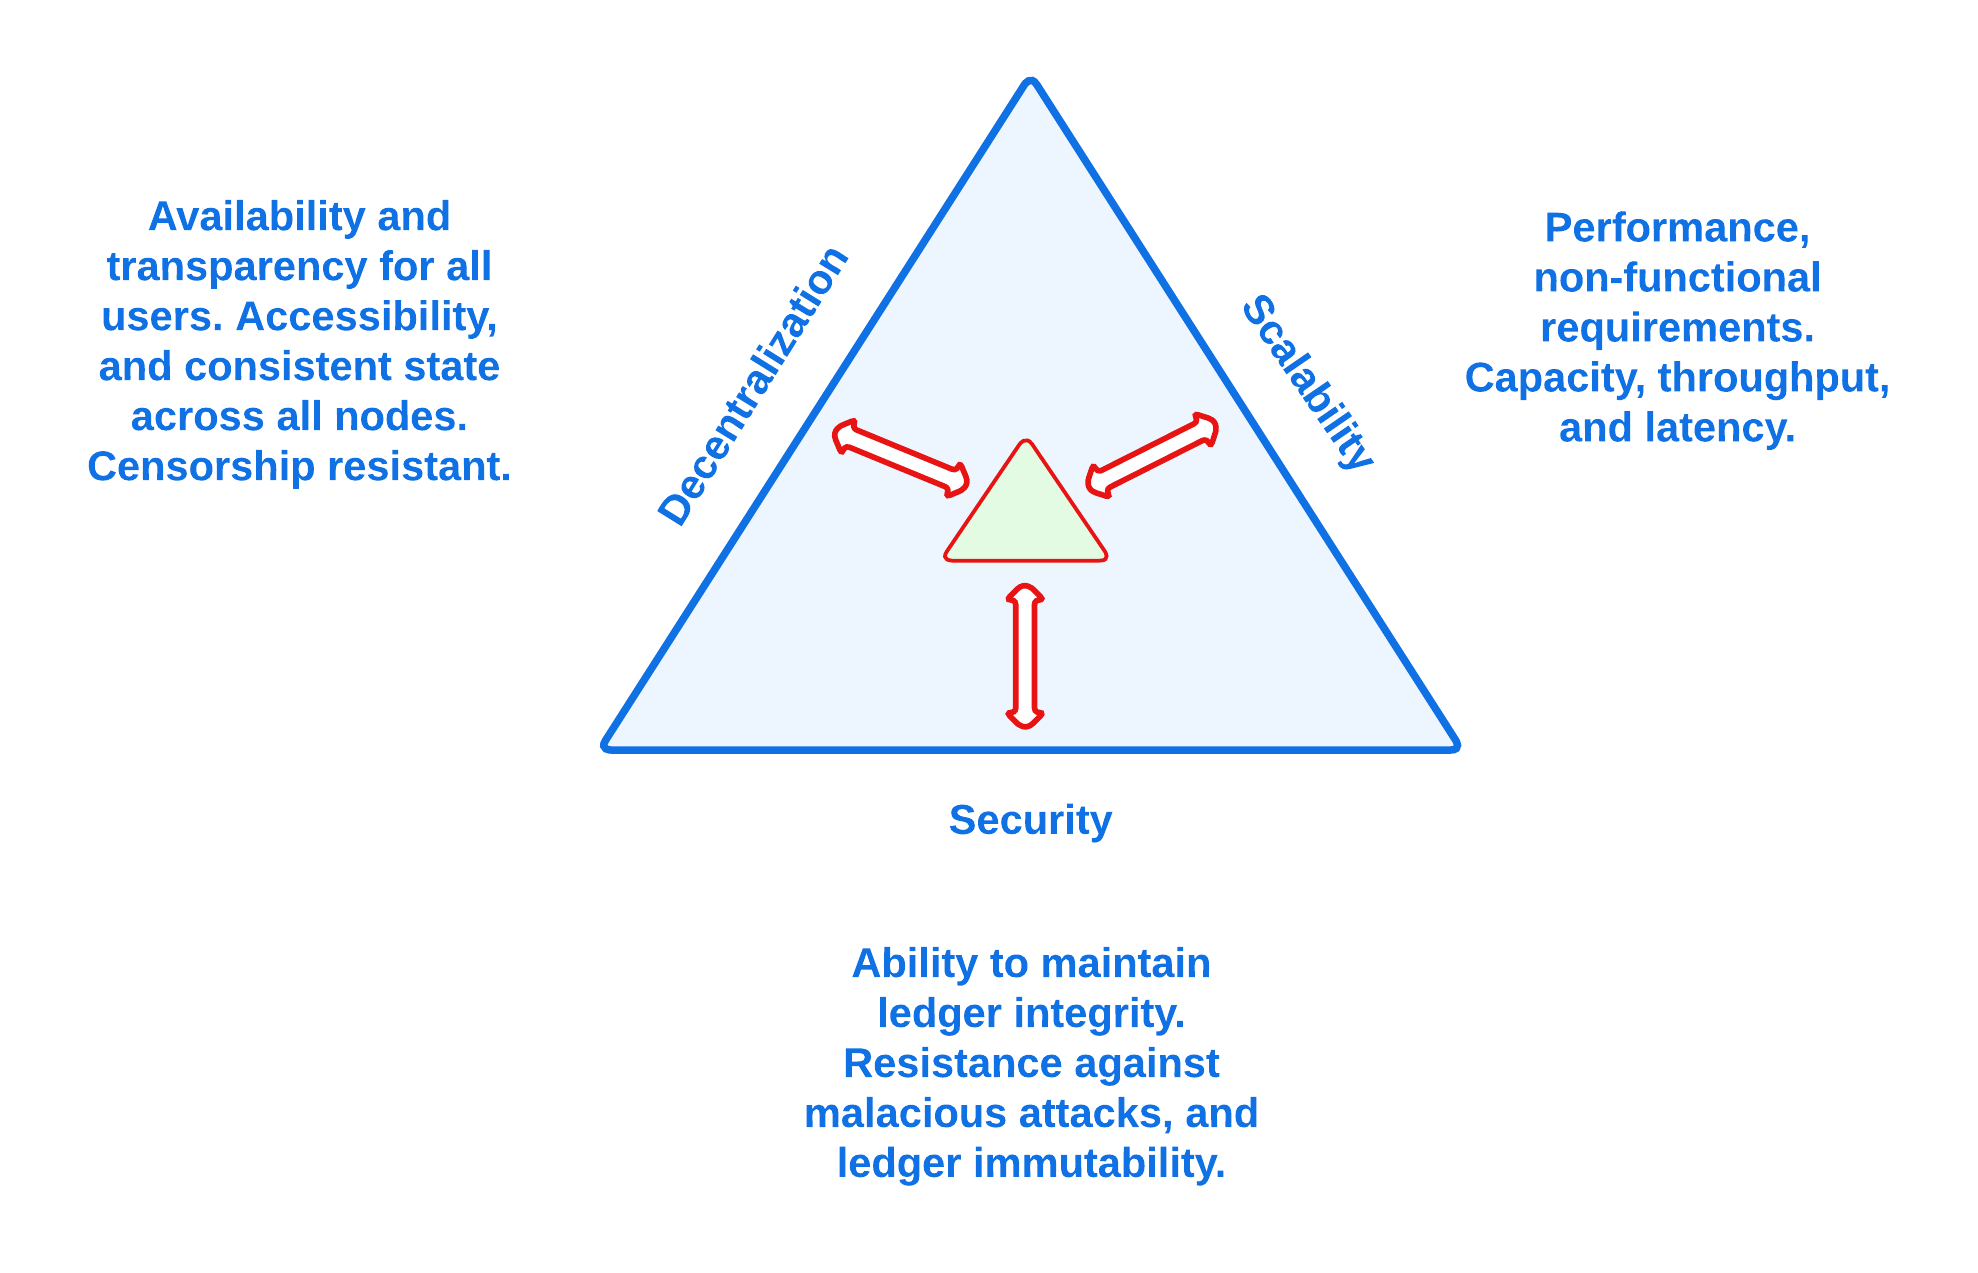 Availability and
transparency for all
users. Accessibility,
and consistent state
across all nodes.
Censorship resistant.
Decentralization
Scalability
Performance,
non-functional
requirements.
Capacity, throughput,
and latency.
Security
Ability to maintain
ledger integrity.
Resistance against
malacious attacks, and
ledger immutability.